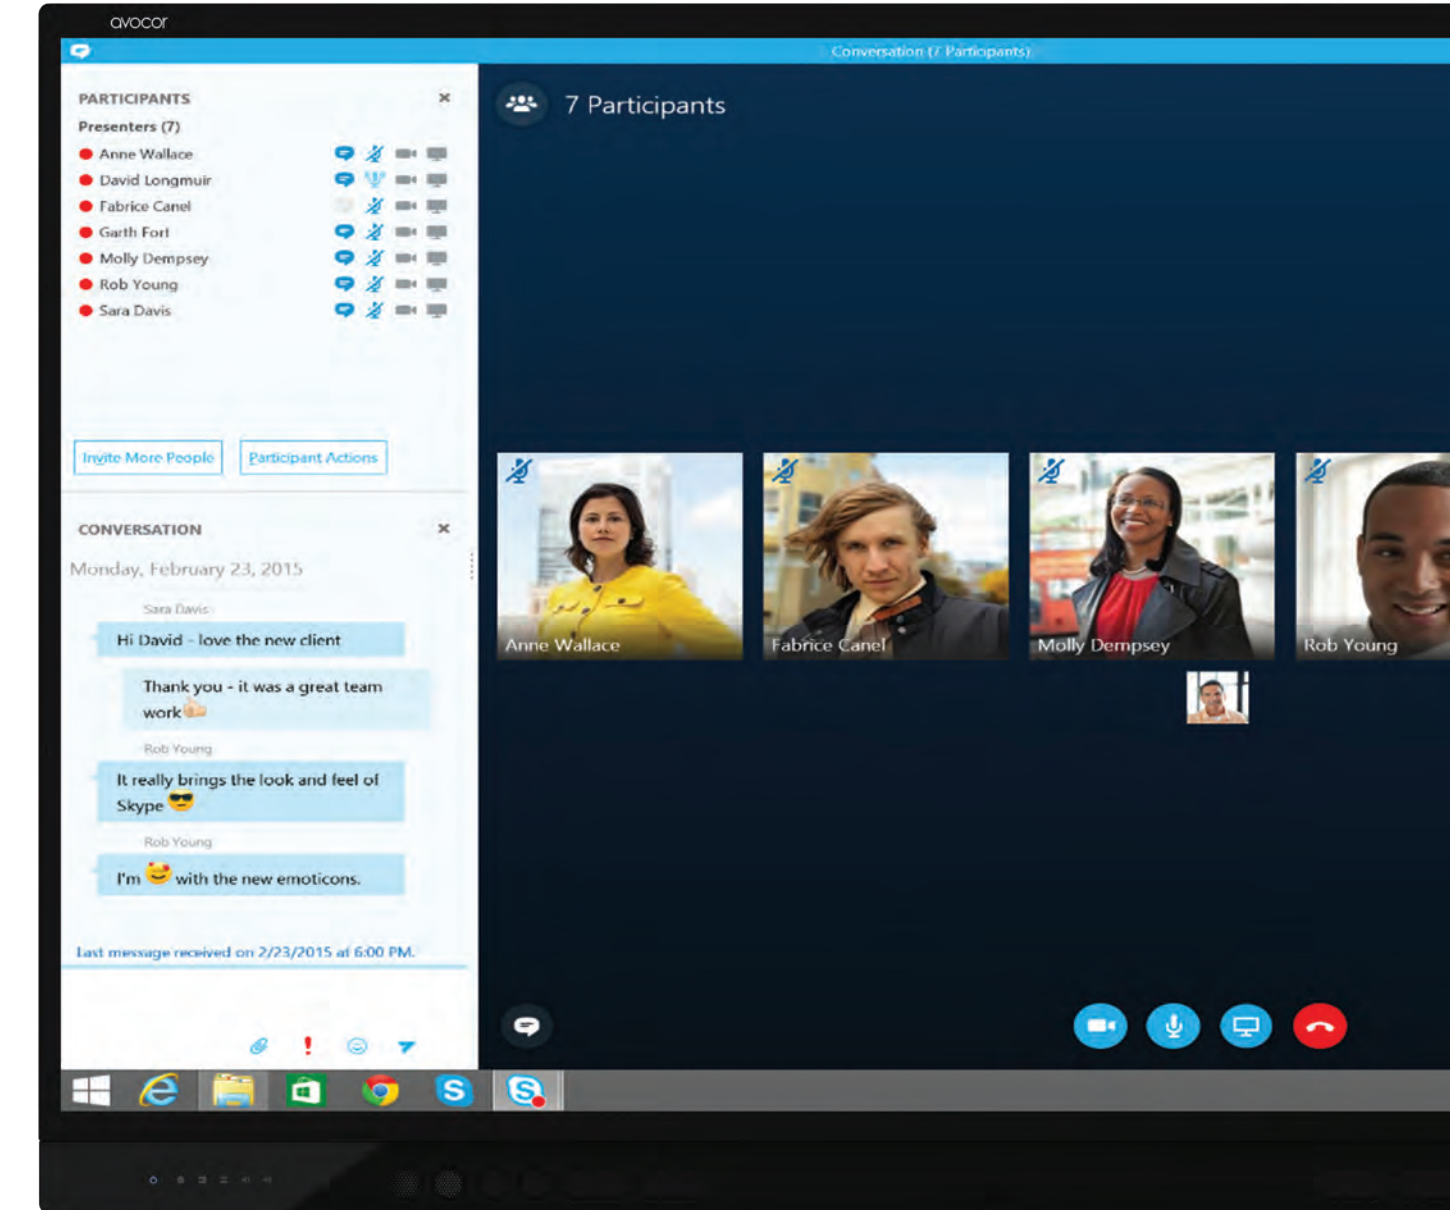 avocor
Conversation (7 Participants)
PARTICIPANTS
Presenters (7)
Anne Wallace
David Longmuir
Fabrice Canel
Garth Fort
Molly Dempsey
Rob Young
Sara Davis
Invite More People
Participant Actions
CONVERSATION
Monday, February 23, 2015
Sara Davis
Hi David - love the new client
Thank you - it was a great team
work
Rob Young
It really brings the look and feel of
Skype
Rob Young
I'm with the new emoticons.
Last message received on 2/23/2015 at 6:00 PM.
7 Participants
Anne Wallace
Fabrice Canel
Molly Dempsey
Rob Young